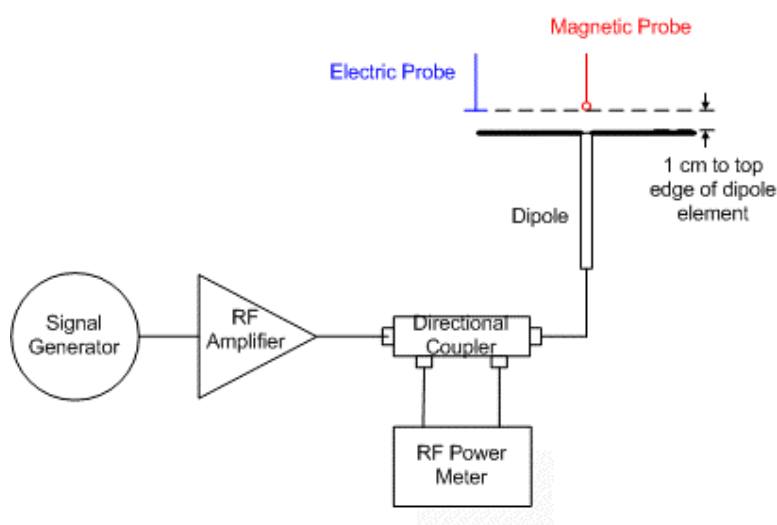 Magnetic Probe
Electric Probe
1 cm to top
edge of dipole
element
Dipole
Signal
Generator
RF
Amplifier
Directional
Coupler
RF Power
Meter